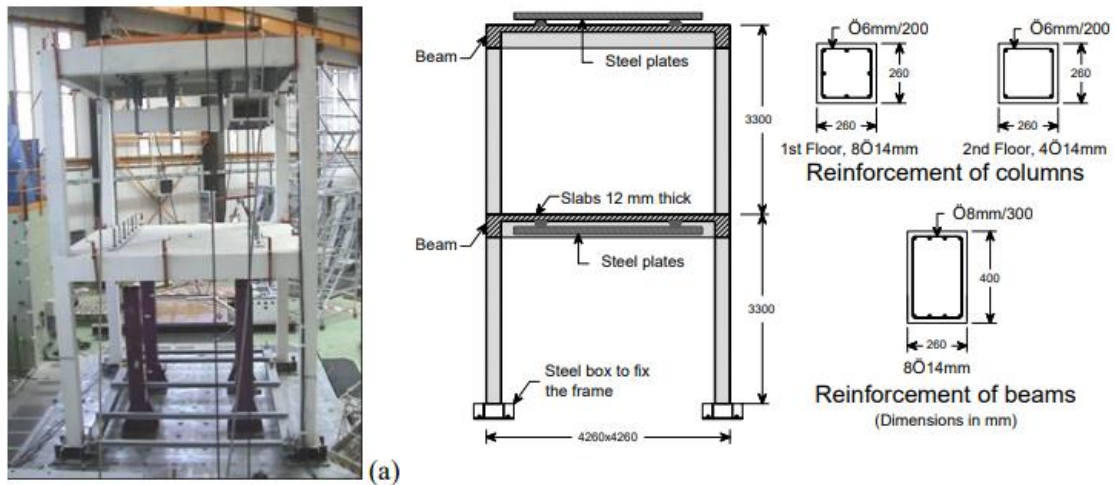 (a)
Beam
Steel plates
3300
Slabs 12 mm thick
Beam
Steel plates
3300
Steel box to fix
the frame
4260x4260
Ö6mm/200
260
260
1st Floor, 8Ö14mm
Ö6mm/200
260
260
2nd Floor, 4Ö14mm
Reinforcement of columns
Ö8mm/300
400
260
8Ö14mm
Reinforcement of beams
(Dimensions in mm)